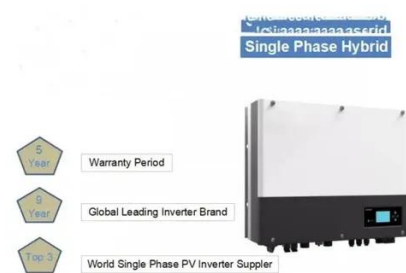 Single Phase Hybrid
5
Year
Warranty Period
9
Year
Global Leading Inverter Brand
Top 3
World Single Phase PV Inverter Suppler